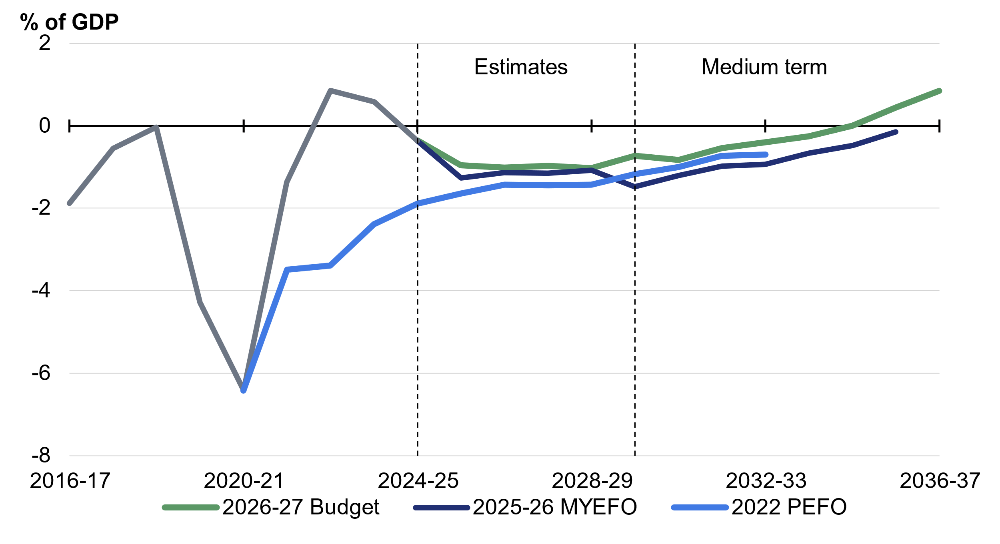 % of GDP
2
Estimates
Medium term
0
-2
-4
-6
-8
2016-17
2020-21
2024-25
2028-29
2032-33
2036-37
2026-27 Budget
2025-26 MYEFO
2022 PEFO